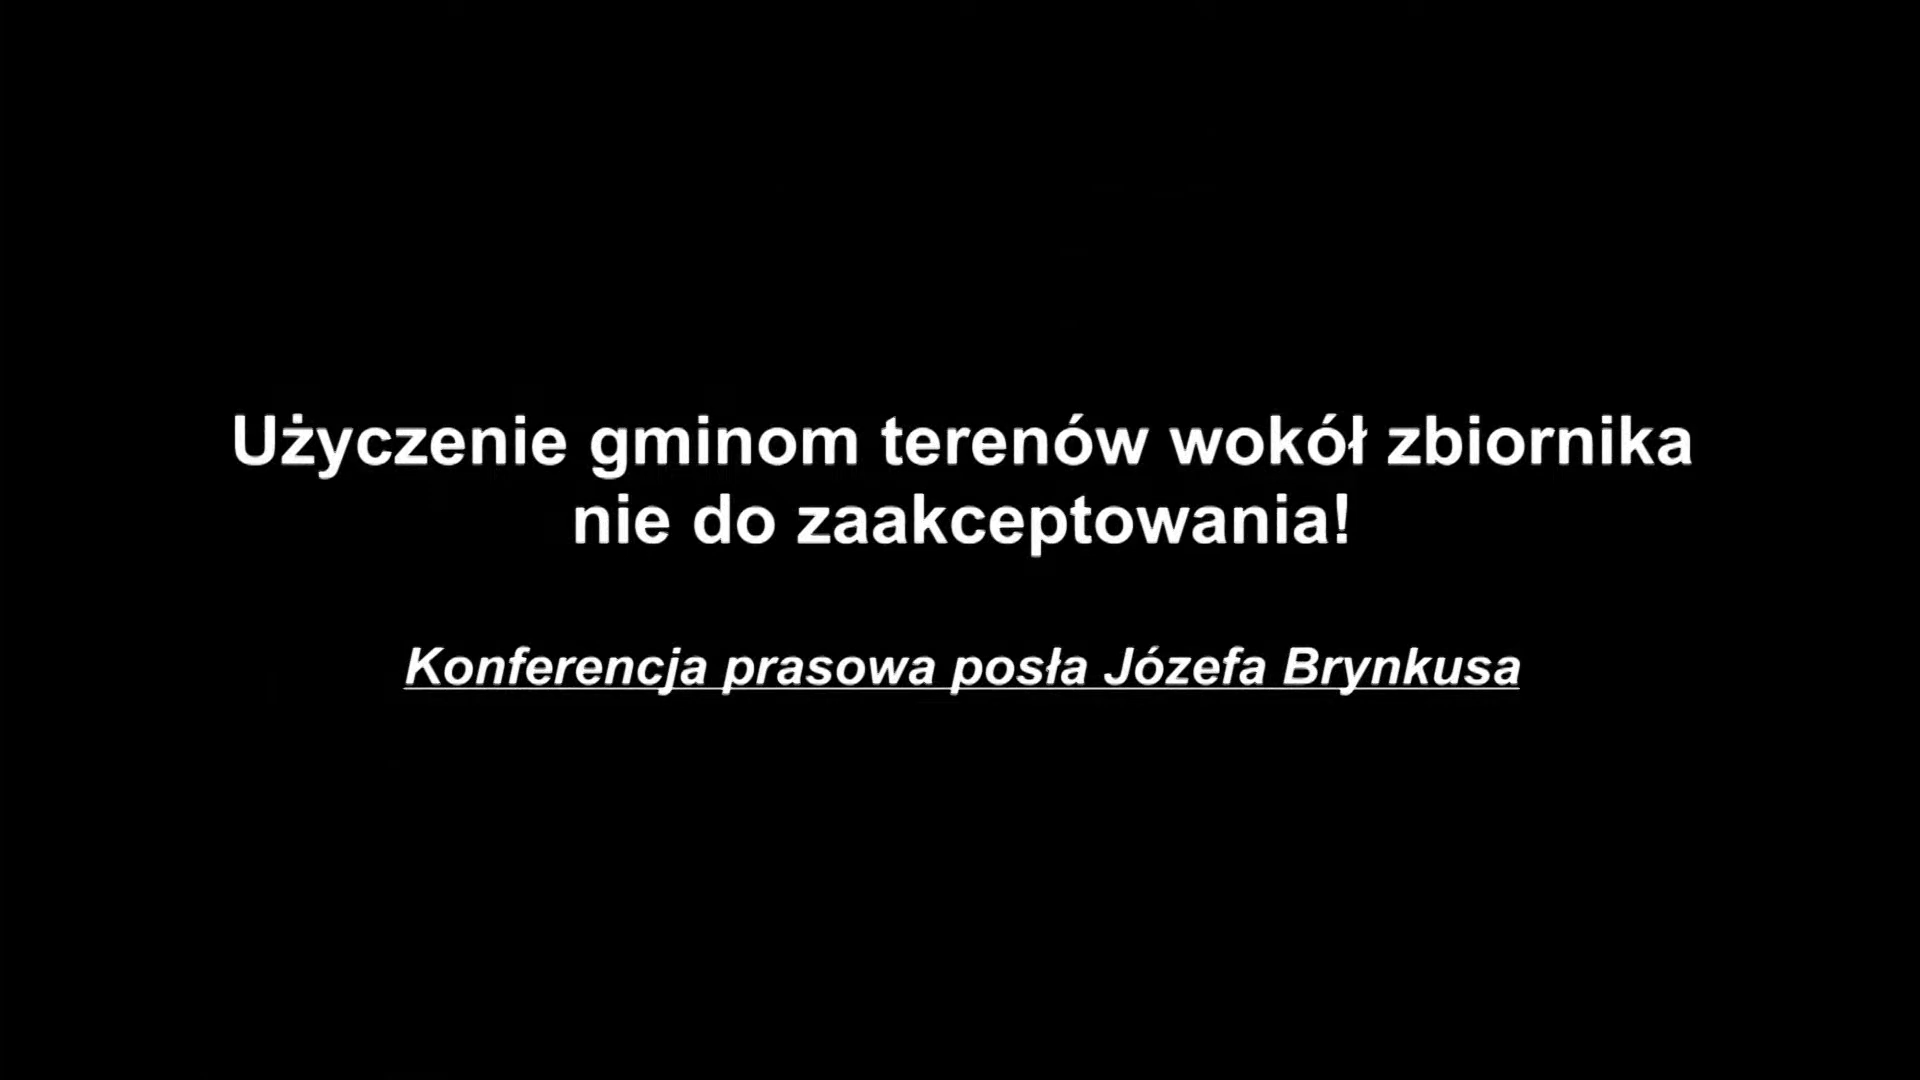 Użyczenie gminom terenów wokół zbiornika
nie do zaakceptowania!
Konferencja prasowa posła Józefa Brynkusa